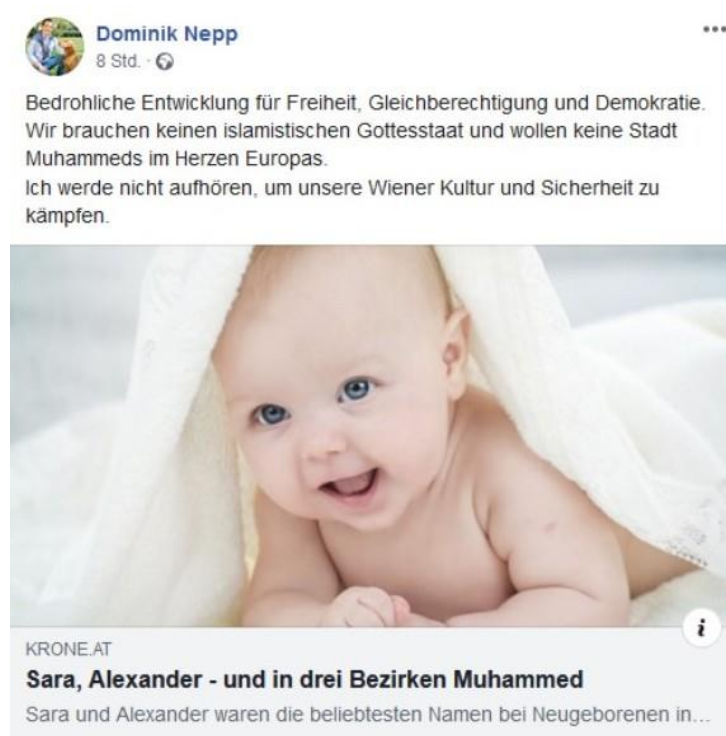 Dominik Nepp
8 Std. ·
Bedrohliche Entwicklung für Freiheit, Gleichberechtigung und Demokratie.
Wir brauchen keinen islamistischen Gottesstaat und wollen keine Stadt
Muhammeds im Herzen Europas.
Ich werde nicht aufhören, um unsere Wiener Kultur und Sicherheit zu
kämpfen.
i
KRONE.AT
Sara, Alexander - und in drei Bezirken Muhammed
Sara und Alexander waren die beliebtesten Namen bei Neugeborenen in...